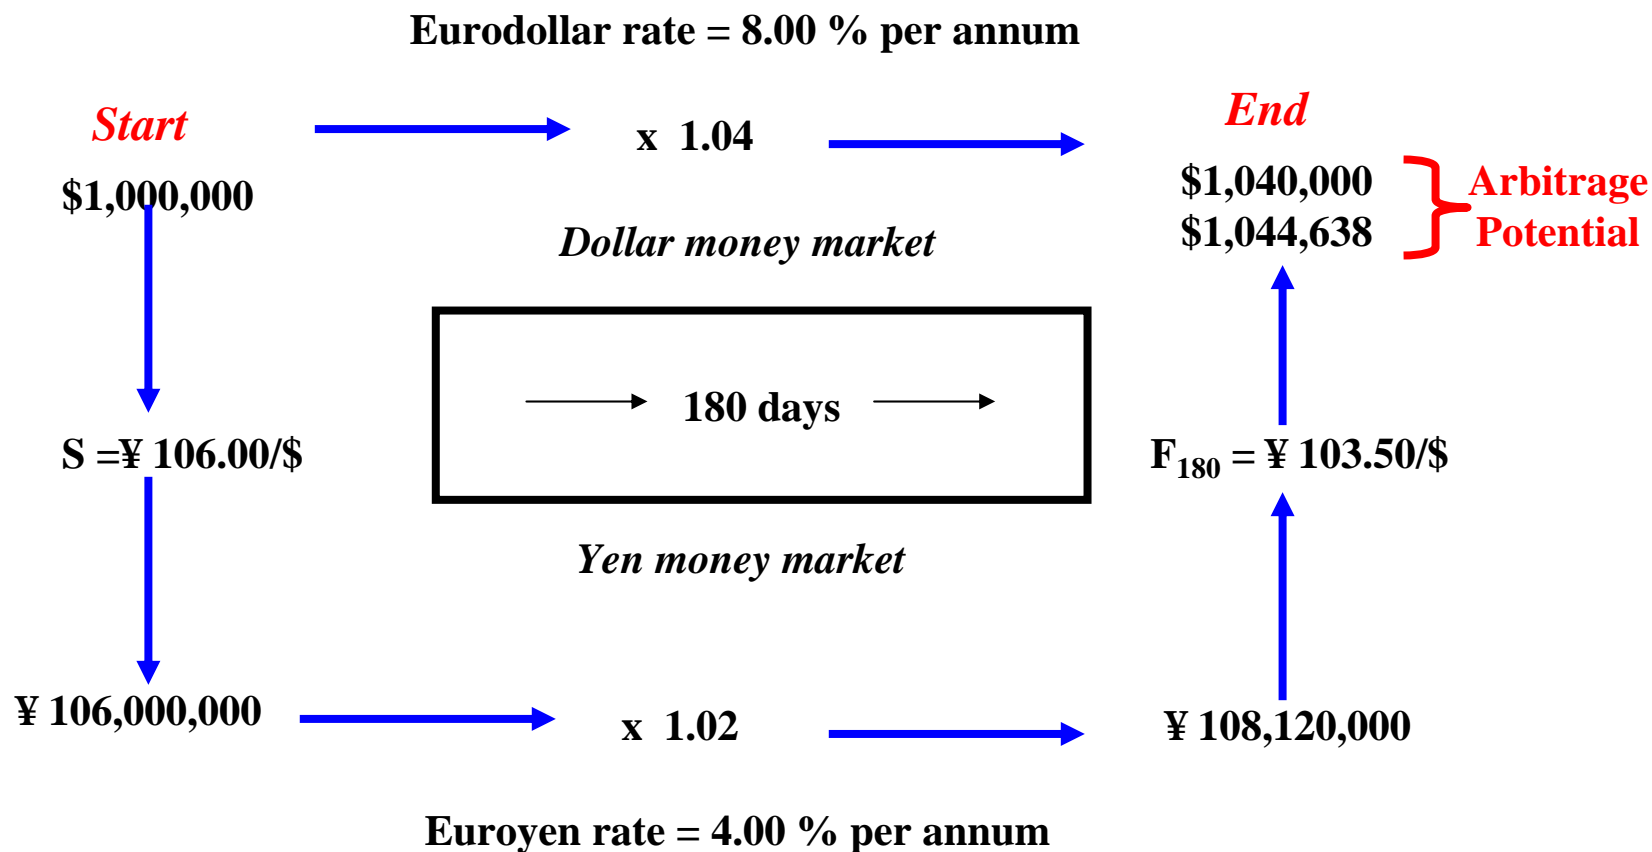 Eurodollar rate = 8.00 % per annum
Start
x 1.04
End
$1,000,000
$1,040,000
$1,044,638
Arbitrage
Potential
Dollar money market
180 days
S =¥ 106.00/$
F180 = ¥ 103.50/$
Yen money market
¥ 106,000,000
x 1.02
¥ 108,120,000
Euroyen rate = 4.00 % per annum